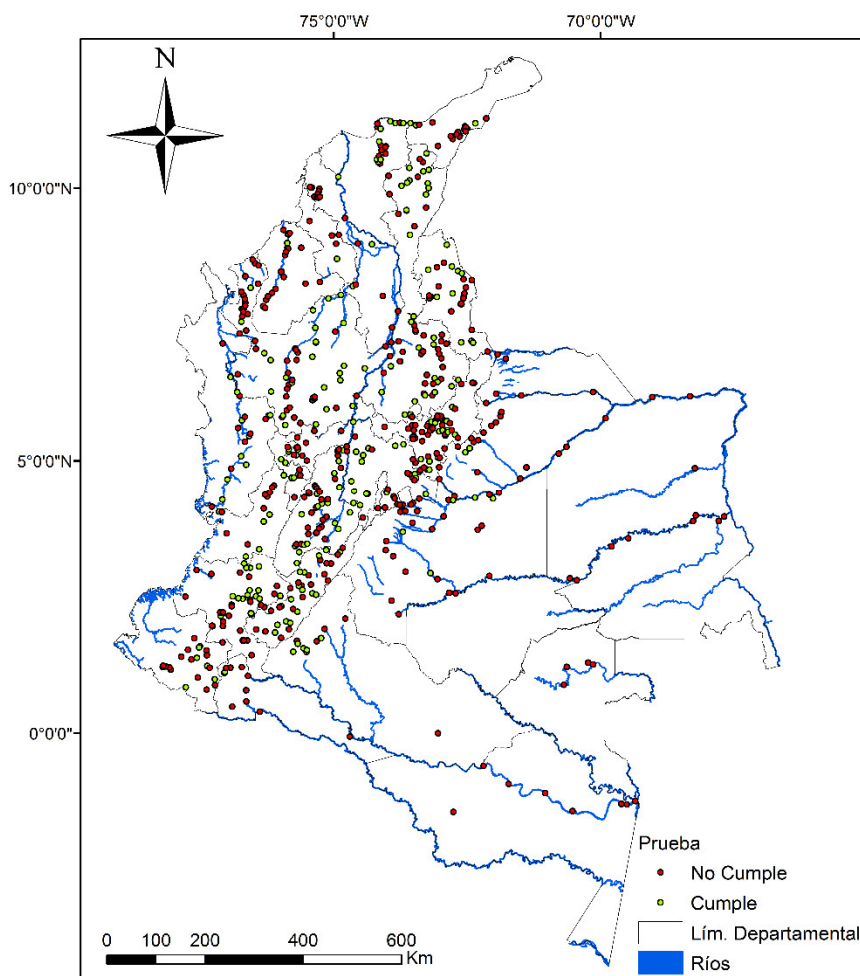 75°0'0"W
70°0'0"W
N
10°0'0"N
5°0'0"N
0°0'0"
Prueba
No Cumple
Cumple
Lím. Departamental
Ríos
0 100 200 400 600
Km